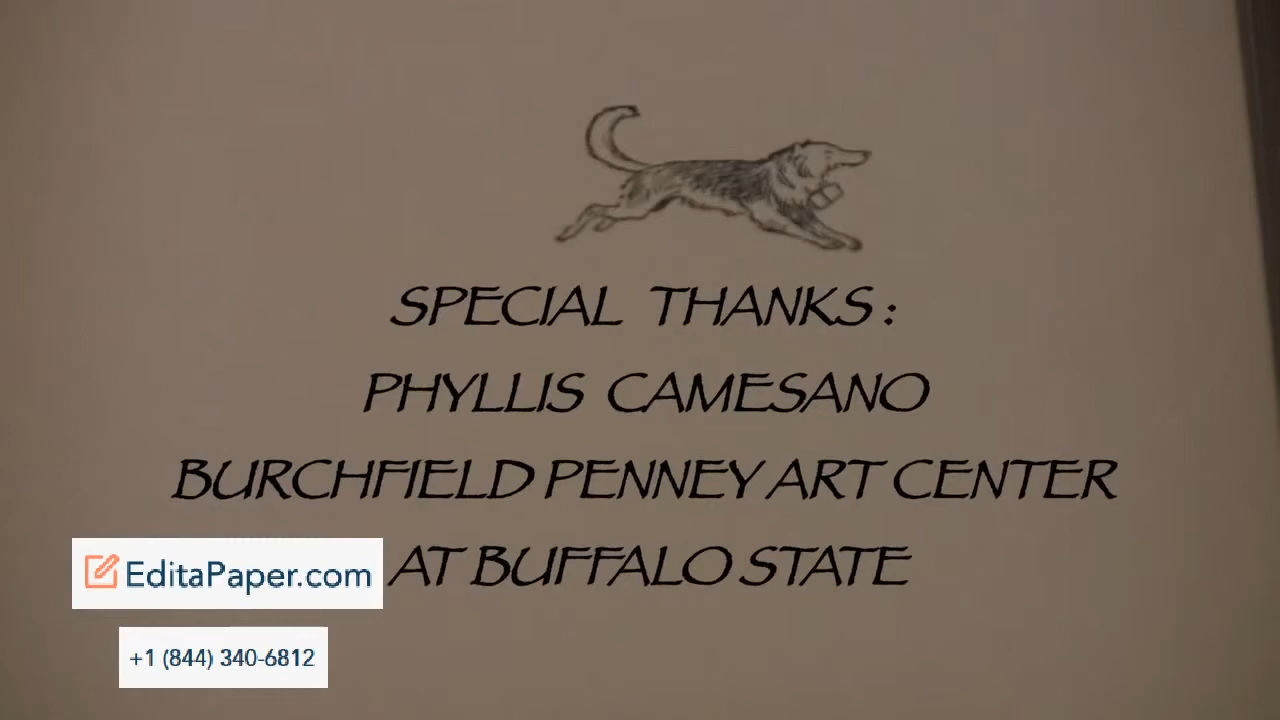 SPECIAL THANKS :
PHYLLIS CAMESANO
BURCHFIELD PENNEY ART CENTER
AT BUFFALO STATE
EditaPaper.com
+1 (844) 340-6812